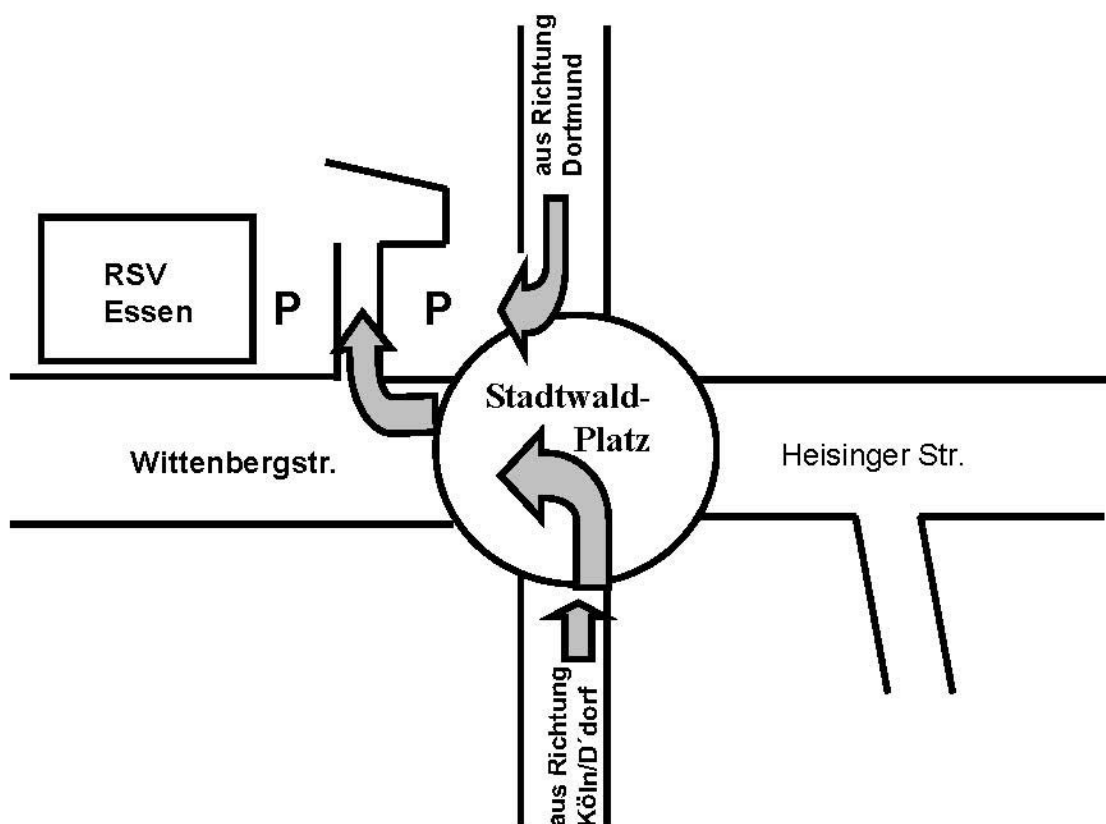 aus Richtung
Dortmund
RSV
Essen
P
P
Stadtwald-
Platz
Wittenbergstr.
Heisinger Str.
aus Richtung
Köln/D´dorf